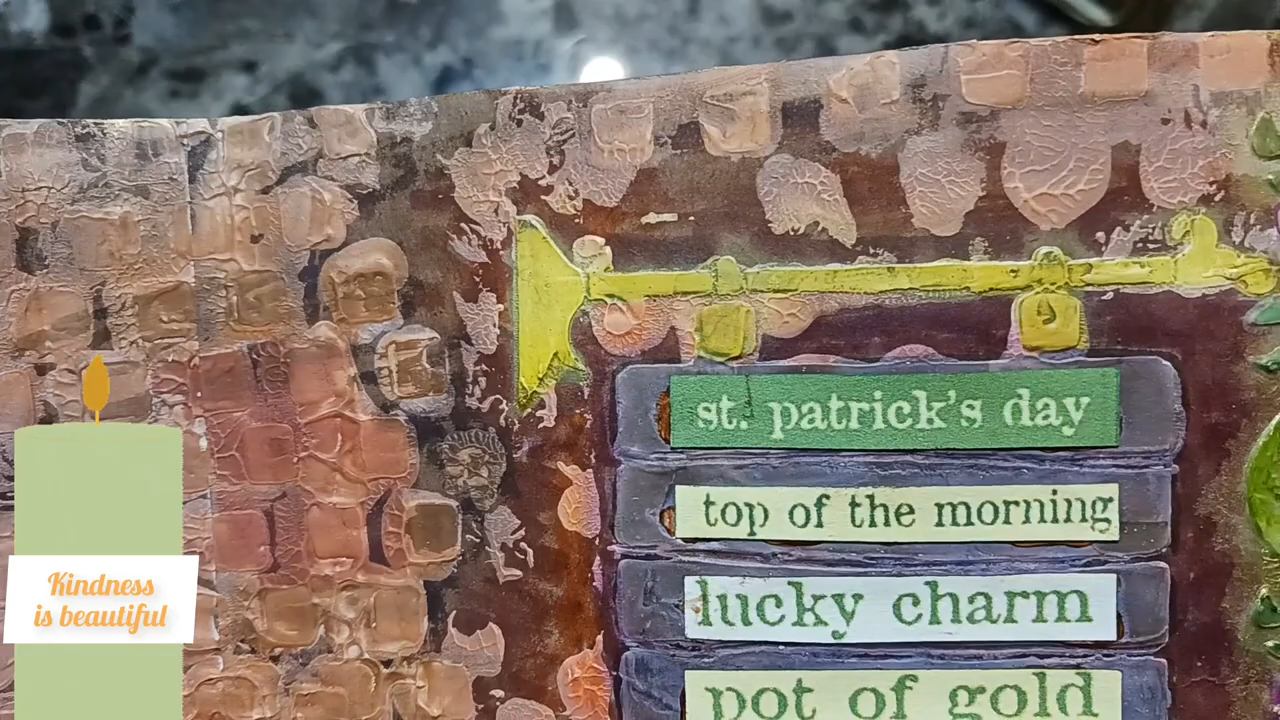 st. patrick's day
top of the morning
lucky charm
pot of gold
Kindness
is beautiful